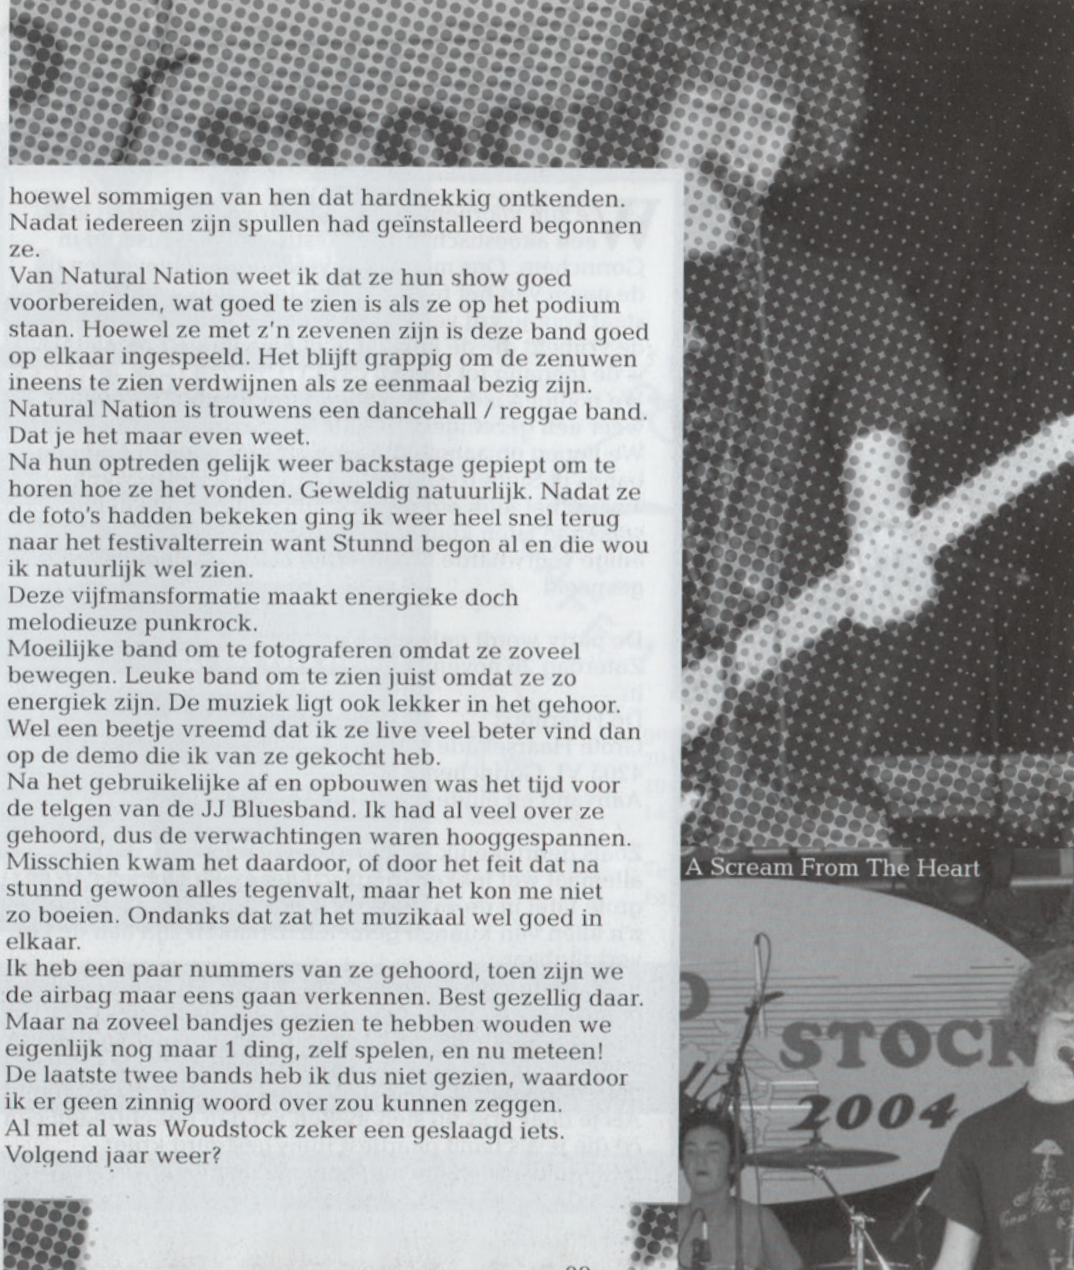 hoewel sommigen van hen dat hardnekkig ontkenden.
Nadat iedereen zijn spullen had geïnstalleerd begonnen
ze.
Van Natural Nation weet ik dat ze hun show goed
voorbereiden, wat goed te zien is als ze op het podium
staan. Hoewel ze met z'n zevenen zijn is deze band goed
op elkaar ingespeeld. Het blijft grappig om de zenuwen
ineens te zien verdwijnen als ze eenmaal bezig zijn.
Natural Nation is trouwens een dancehall / reggae band.
Dat je het maar even weet.
Na hun optreden gelijk weer backstage gepiept om te
horen hoe ze het vonden. Geweldig natuurlijk. Nadat ze
de foto's hadden bekeken ging ik weer heel snel terug
naar het festivalterrein want Stunnd begon al en die wou
ik natuurlijk wel zien.
Deze vijfmansformatie maakt energieke doch
melodieuze punkrock.
Moeilijke band om te fotograferen omdat ze zoveel
bewegen. Leuke band om te zien juist omdat ze zo
energiek zijn. De muziek ligt ook lekker in het gehoor.
Wel een beetje vreemd dat ik ze live veel beter vind dan
op de demo die ik van ze gekocht heb.
Na het gebruikelijke af en opbouwen was het tijd voor
de telgen van de JJ Bluesband. Ik had al veel over ze
gehoord, dus de verwachtingen waren hooggespannen.
Misschien kwam het daardoor, of door het feit dat na
stunnd gewoon alles tegenvalt, maar het kon me niet
zo boeien. Ondanks dat zat het muzikaal wel goed in
elkaar.
Ik heb een paar nummers van ze gehoord, toen zijn we
de airbag maar eens gaan verkennen. Best gezellig daar.
Maar na zoveel bandjes gezien te hebben wouden we
eigenlijk nog maar 1 ding, zelf spelen, en nu meteen!
De laatste twee bands heb ik dus niet gezien, waardoor
ik er geen zinnig woord over zou kunnen zeggen.
Al met al was Woudstock zeker een geslaagd iets.
Volgend jaar weer?
A Scream From The Heart
STOCK
2004